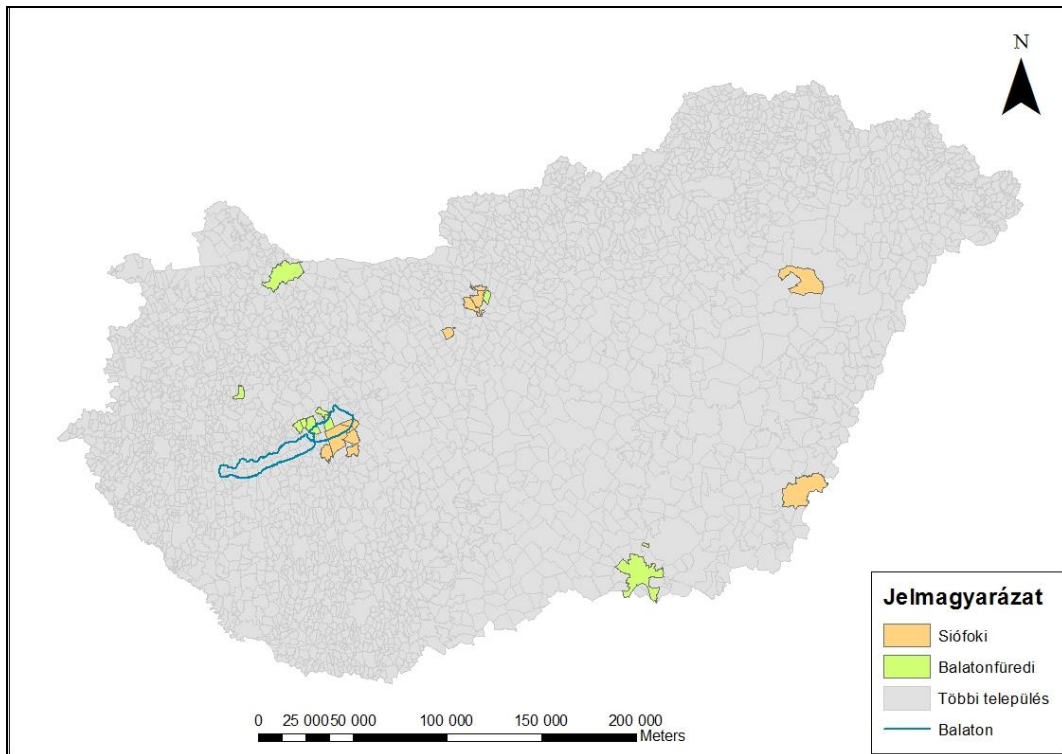 N
Jelmagyarázat
Siófoki
Balatonfüredi
Többi település
Balaton
0 25 000 50 000 100 000 150 000 200 000
Meters